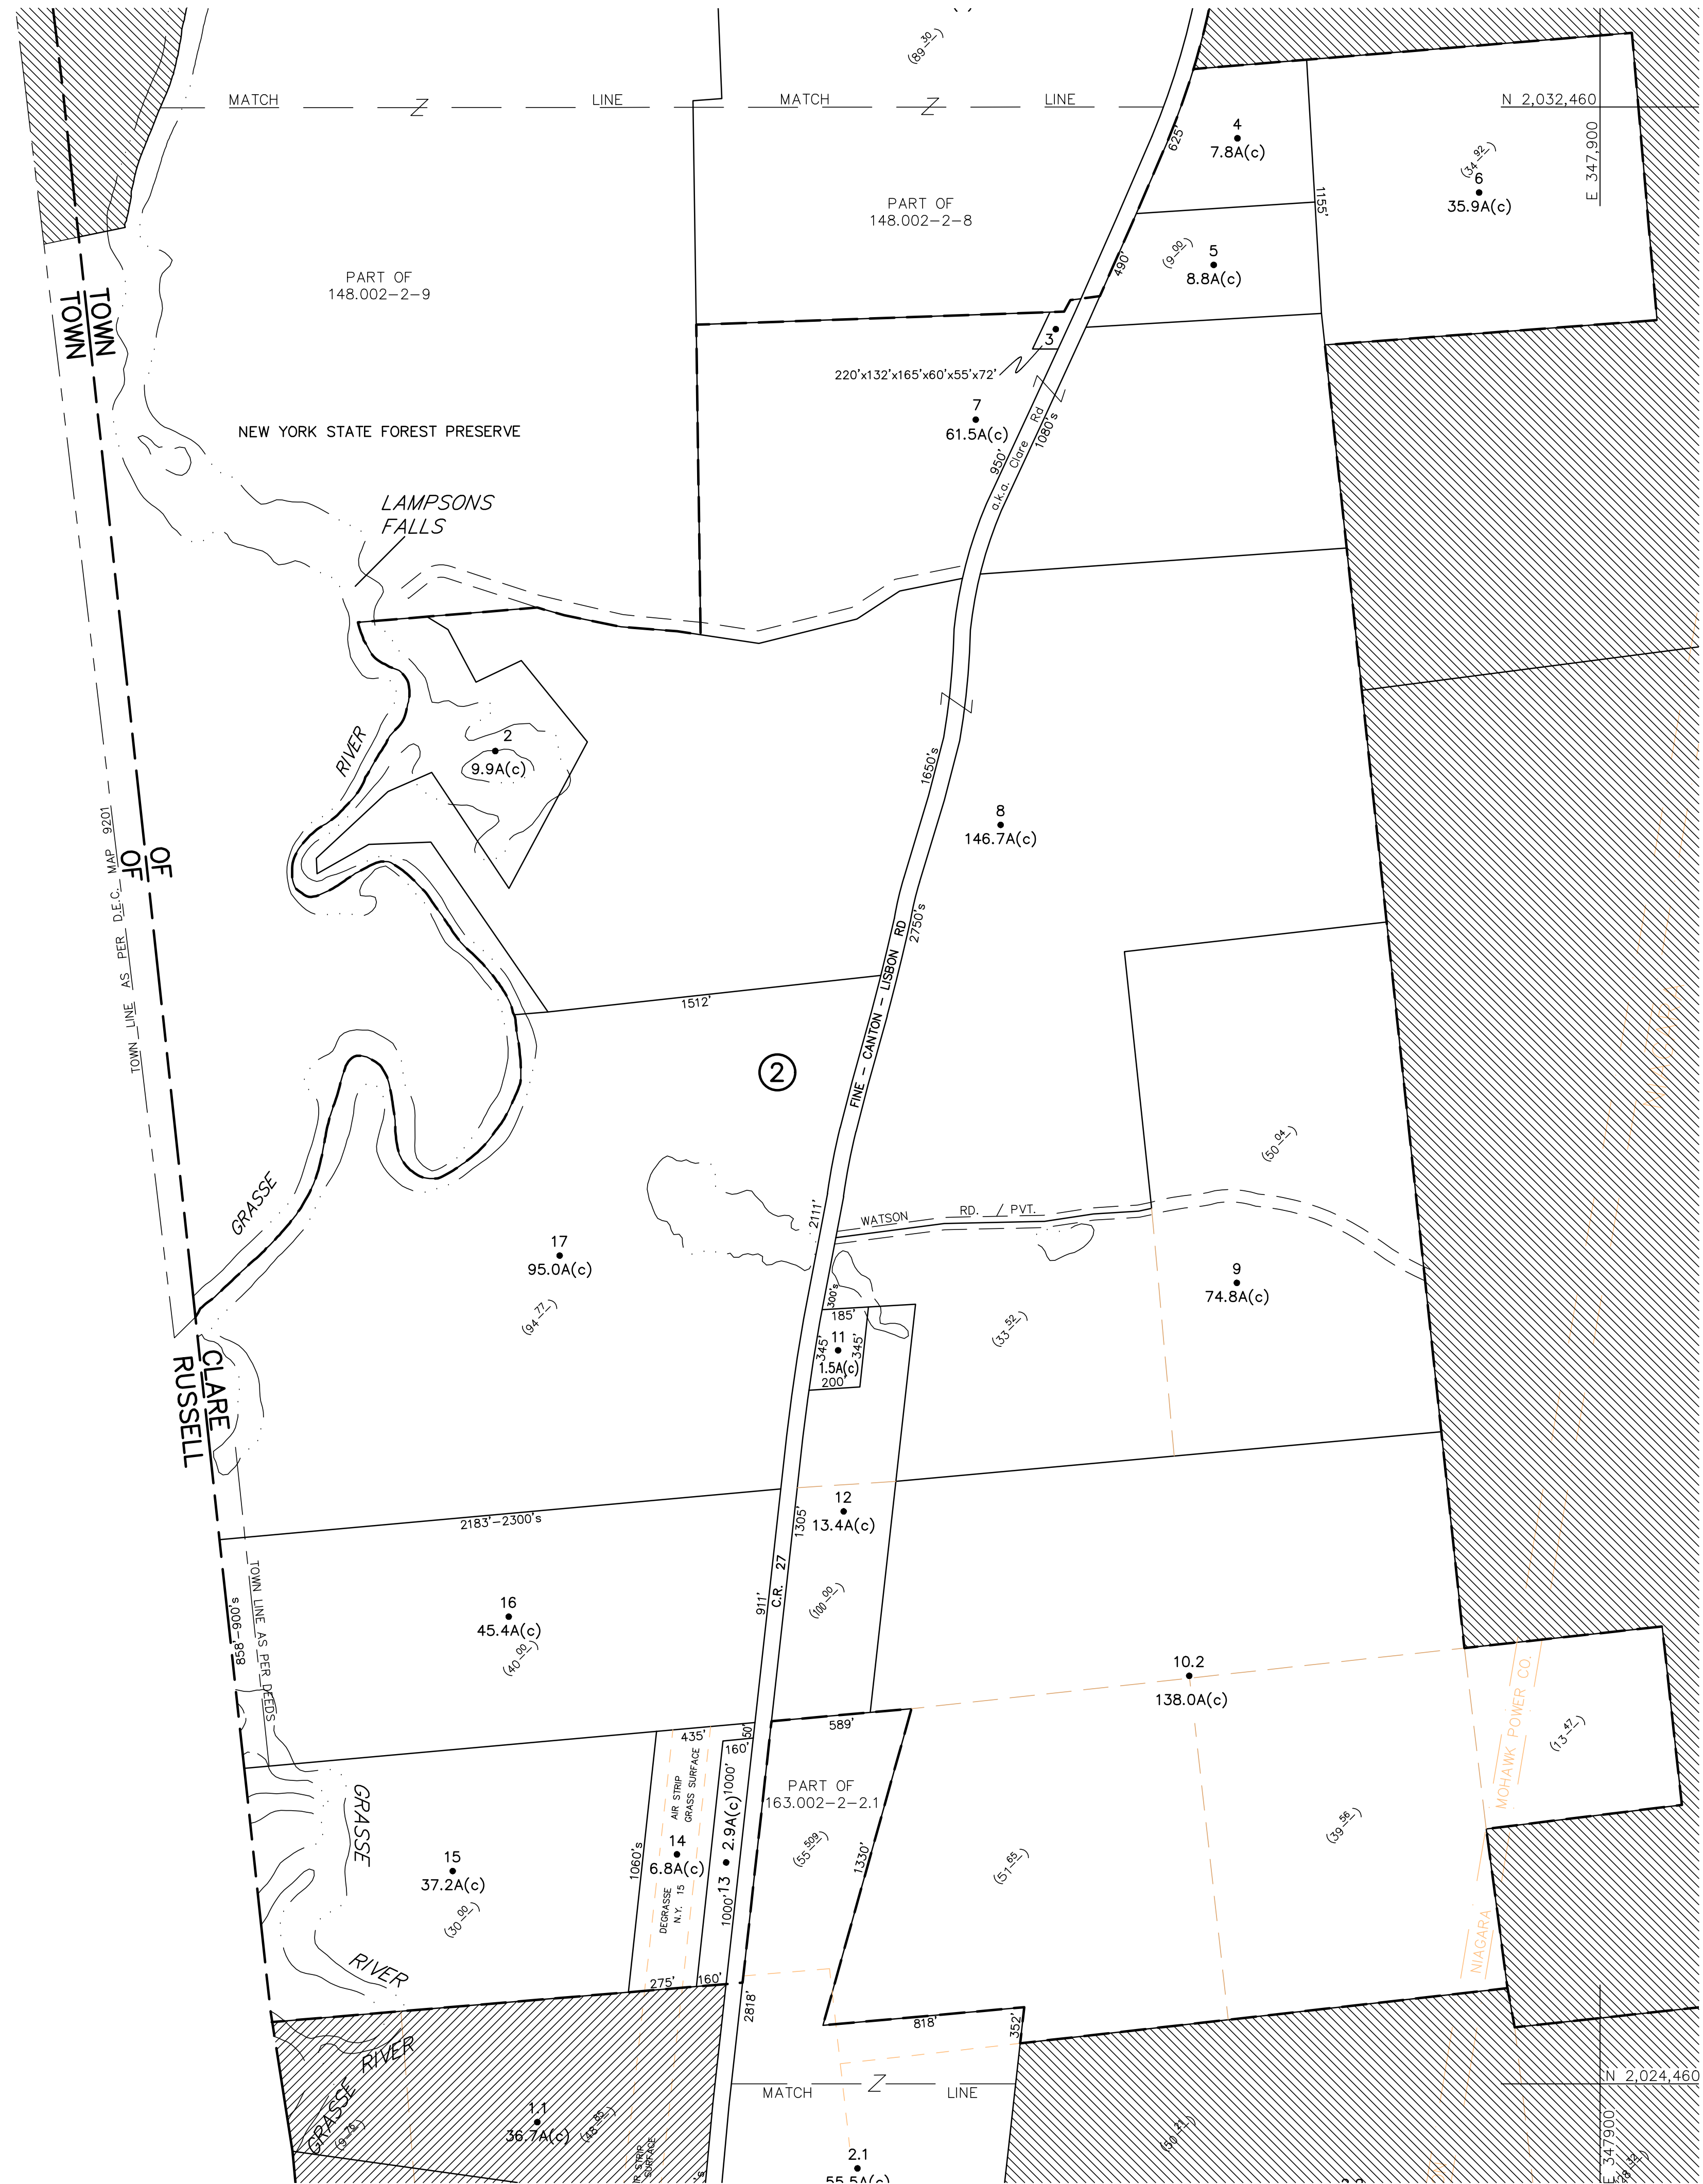 (89 30)
MATCH LINE
MATCH LINE
N 2,032,460
E 347,900
625'
4
7.8A(c)
(34 92)
6
35.9A(c)
1155'
PART OF
148.002-2-8
490'
(9 00)
5
8.8A(c)
PART OF
148.002-2-9
TOWN
TOWN
3
220'x132'x165'x60'x55'x72'
7
61.5A(c)
950'
a.k.a. Clare Rd
1080's
NEW YORK STATE FOREST PRESERVE
LAMPSONS
FALLS
RIVER
2
9.9A(c)
1650's
8
146.7A(c)
TOWN LINE AS PER D.E.C. MAP 9201
OF
OF
2750's
FINE - CANTON - LISBON RD
1512'
2
NIAGARA
(50 04)
GRASSE
2111'
WATSON RD. / PVT.
17
95.0A(c)
(94 77)
9
74.8A(c)
300's
185'
345'
11
345'
1.5A(c)
200'
(33 52)
CLARE
RUSSELL
12
13.4A(c)
1305'
2183'-2300's
C.R. 27
911'
(100 00)
TOWN LINE AS PER DEEDS
858'-900's
16
45.4A(c)
(40 00)
10.2
138.0A(c)
MOHAWK POWER CO.
(13 47)
435'
50'
160'
589'
AIR STRIP
GRASS SURFACE
1000'
PART OF
163.002-2-2.1
GRASSE
(55 509)
1330'
(39 56)
(51 65)
15
37.2A(c)
(30 00)
1060's
14
6.8A(c)
13
2.9A(c)
1000'
DEGRASSE
N.Y. 15
NIAGARA
RIVER
275'
160'
2818'
818'
352'
RIVER
GRASSE
(9 76)
MATCH LINE
N 2,024,460
E 347900
1.1
36.7A(c)
(48 85)
(50 21)
2.1
55.5A(c)
STRIP
SURFACE